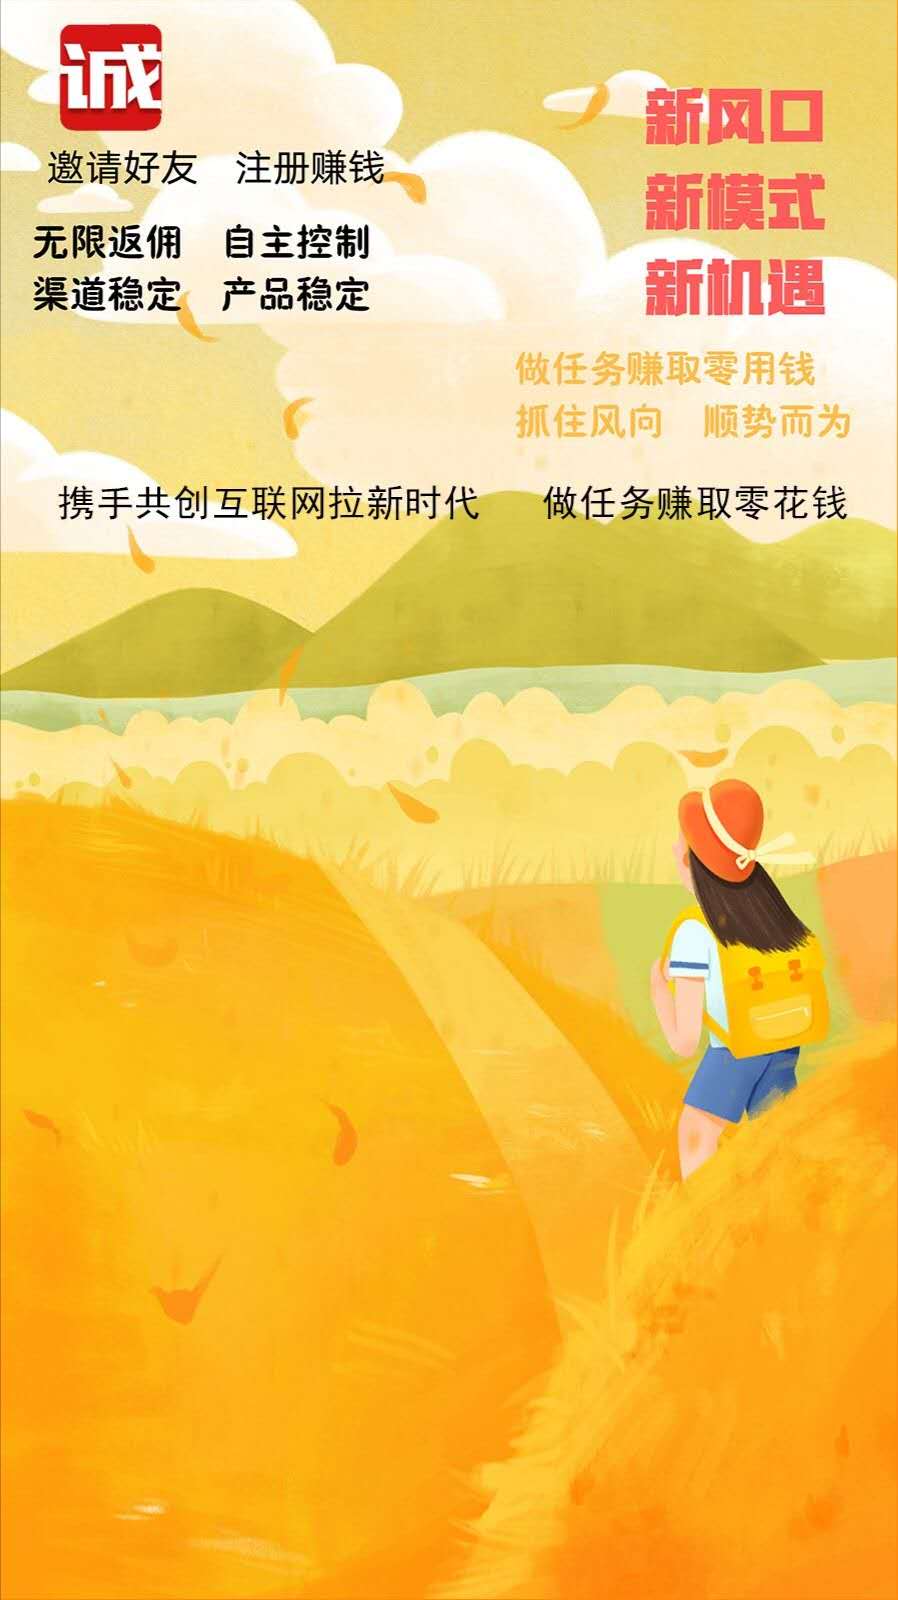 诚
邀请好友 注册赚钱
无限返佣 自主控制
渠道稳定 产品稳定
新风口
新模式
新机遇
做任务赚取零用钱
抓住风向 顺势而为
携手共创互联网拉新时代 做任务赚取零花钱